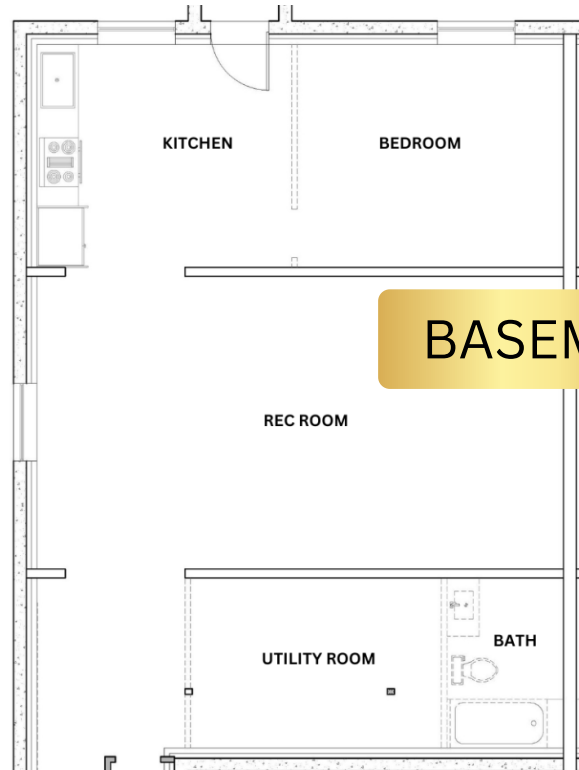 KITCHEN
BEDROOM
BASEM
REC ROOM
BATH
UTILITY ROOM